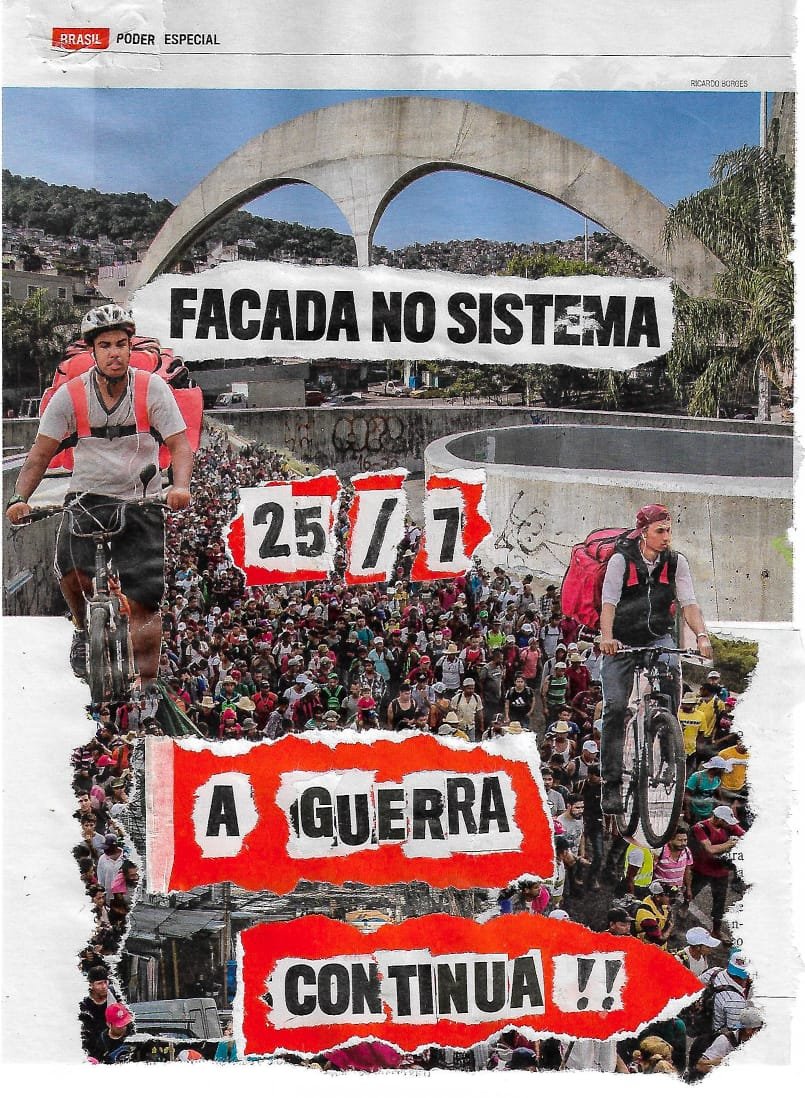 BRASIL PODER ESPECIAL
RICARDO BORGES
FACADA NO SISTEMA
25/7
A GUERRA
CONTINUA !!